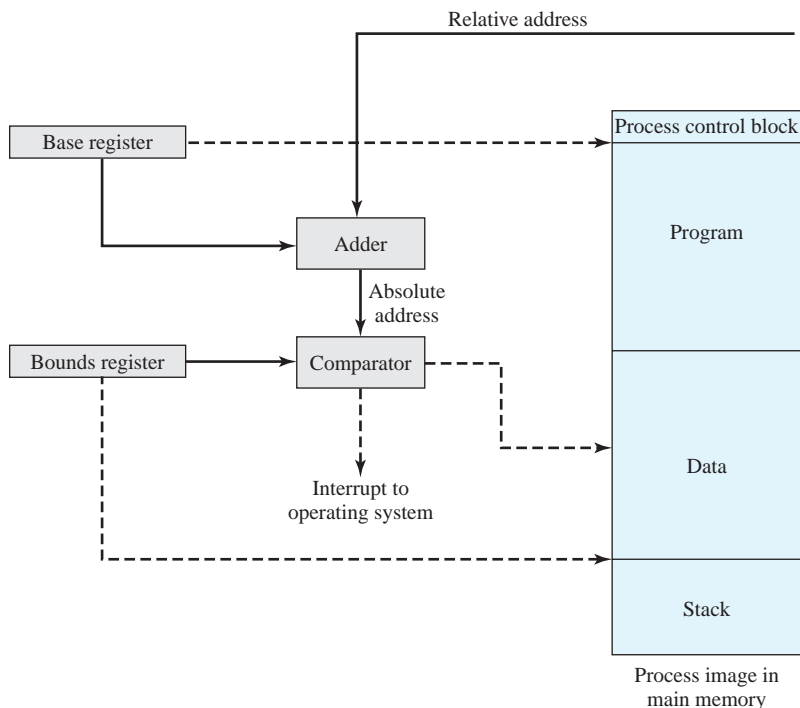 Relative address
Process control block
Base register
Program
Adder
Absolute
address
Bounds register
Comparator
Data
Interrupt to
operating system
Stack
Process image in
main memory